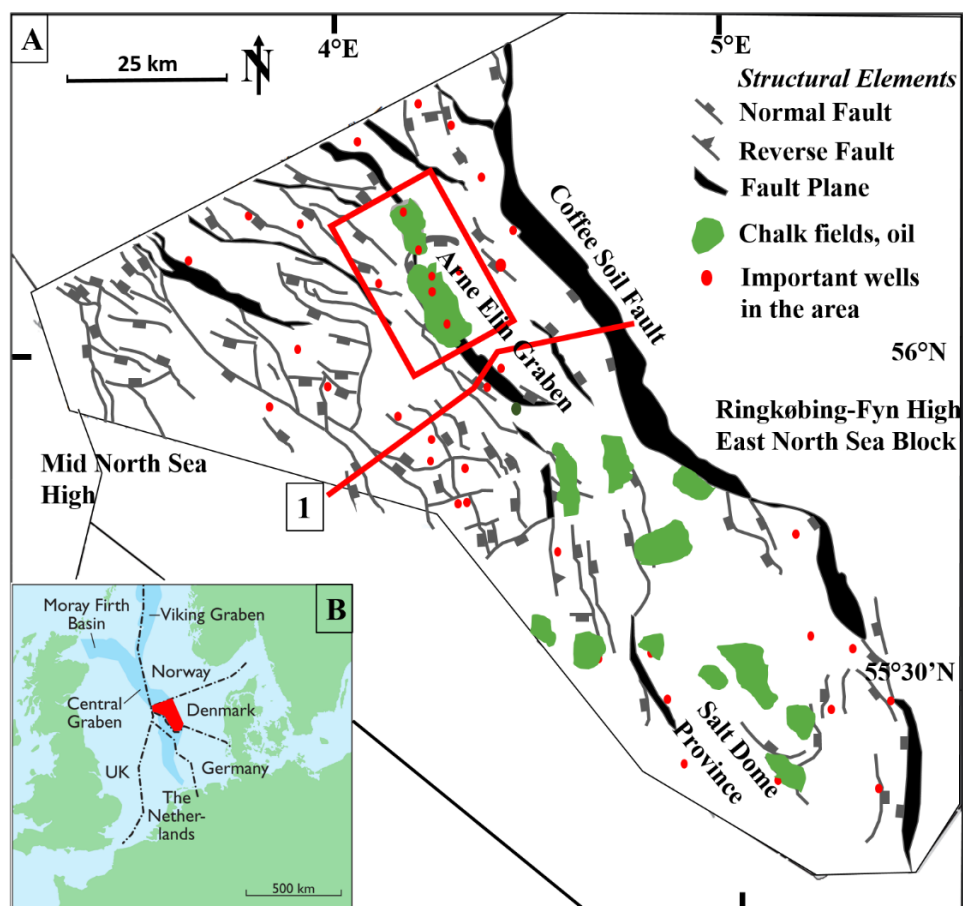 A
4°E
5°E
25 km
N
Structural Elements
Normal Fault
Reverse Fault
Fault Plane
Chalk fields, oil
Important wells
in the area
Coffee Soil Fault
Arne Elin Graben
56°N
Ringkøbing-Fyn High
East North Sea Block
Mid North Sea
High
1
55°30’N
Salt Dome
Province
B
Moray Firth
Basin
Viking Graben
Norway
Central
Graben
Denmark
UK
Germany
The
Nether-
lands
500 km